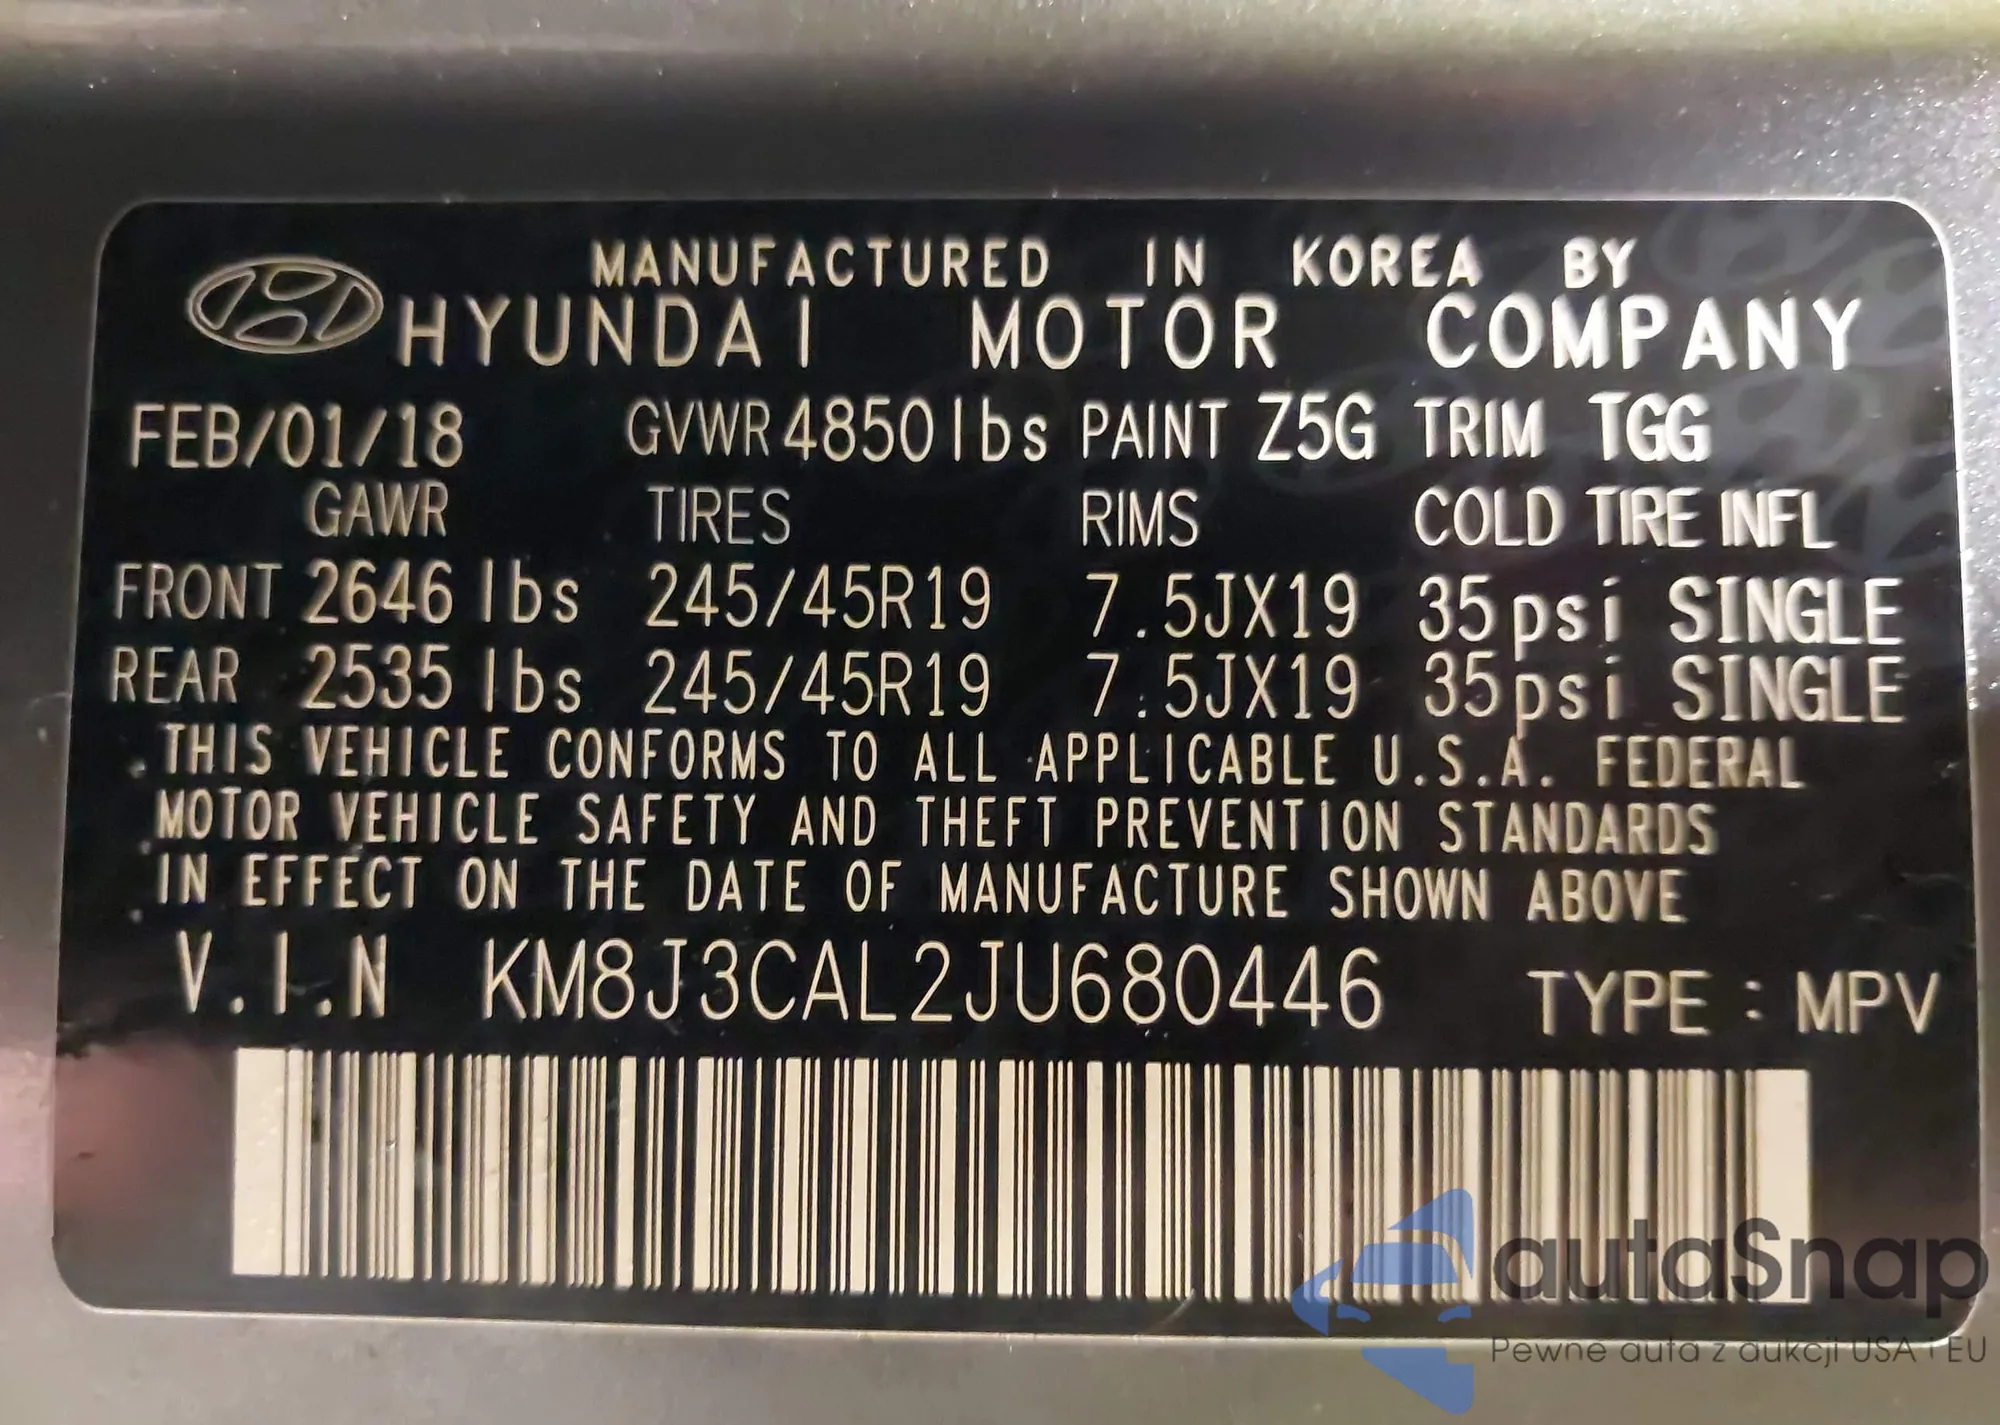 MANUFACTURED IN KOREA BY
HYUNDAI MOTOR COMPANY
FEB/01/18 GVWR 4850 lbs PAINT Z5G TRIM TGG
GAWR TIRES RIMS COLD TIRE INFL
FRONT 2646 lbs 245/45R19 7.5JX19 35psi SINGLE
REAR 2535 lbs 245/45R19 7.5JX19 35psi SINGLE
THIS VEHICLE CONFORMS TO ALL APPLICABLE U.S.A. FEDERAL
MOTOR VEHICLE SAFETY AND THEFT PREVENTION STANDARDS
IN EFFECT ON THE DATE OF MANUFACTURE SHOWN ABOVE
V.I.N KM8J3CAL2JU680446 TYPE : MPV
autaSnap
Pewne auta z aukcji USA i EU